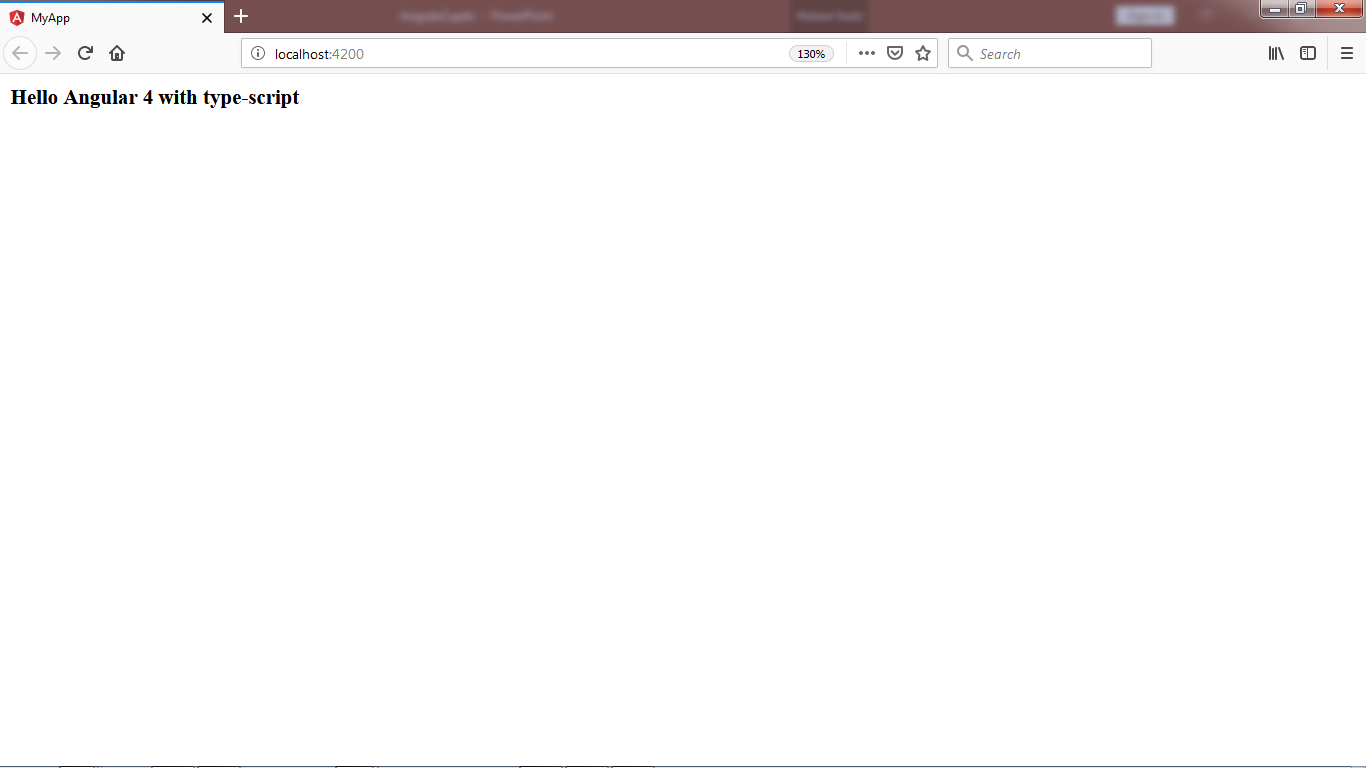 MyApp
localhost:4200
130%
Search
Hello Angular 4 with type-script